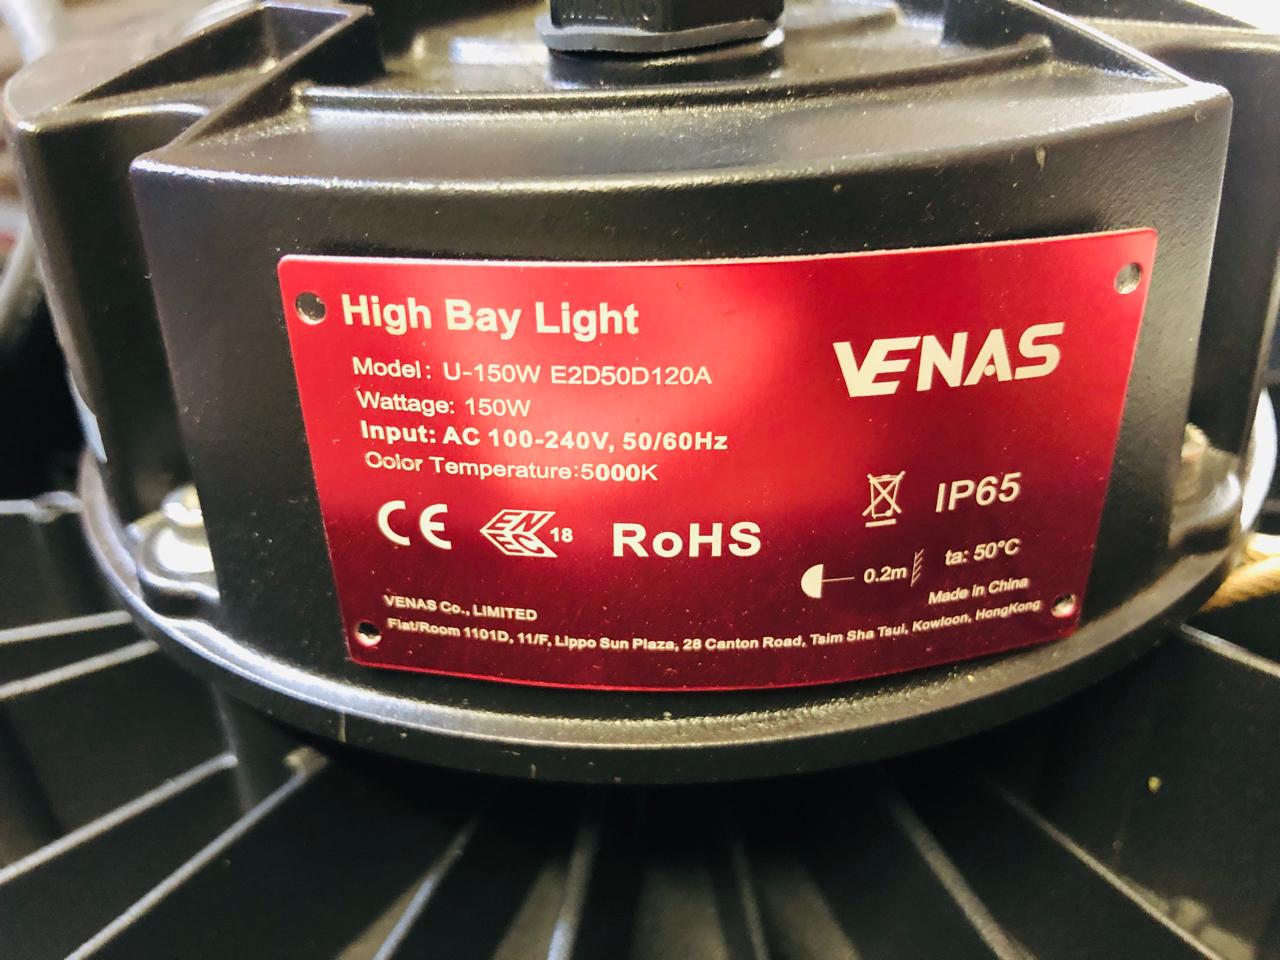 High Bay Light
VENAS
Model: U-150W E2D50D120A
Wattage: 150W
Input: AC 100-240V, 50/60Hz
Color Temperature:5000K
IP65
CE
ENEC 18
RoHS
0.2m
ta: 50°C
Made in China
VENAS Co., LIMITED
Flat/Room 1101D, 11/F, Lippo Sun Plaza, 28 Canton Road, Tsim Sha Tsui, Kowloon, HongKong